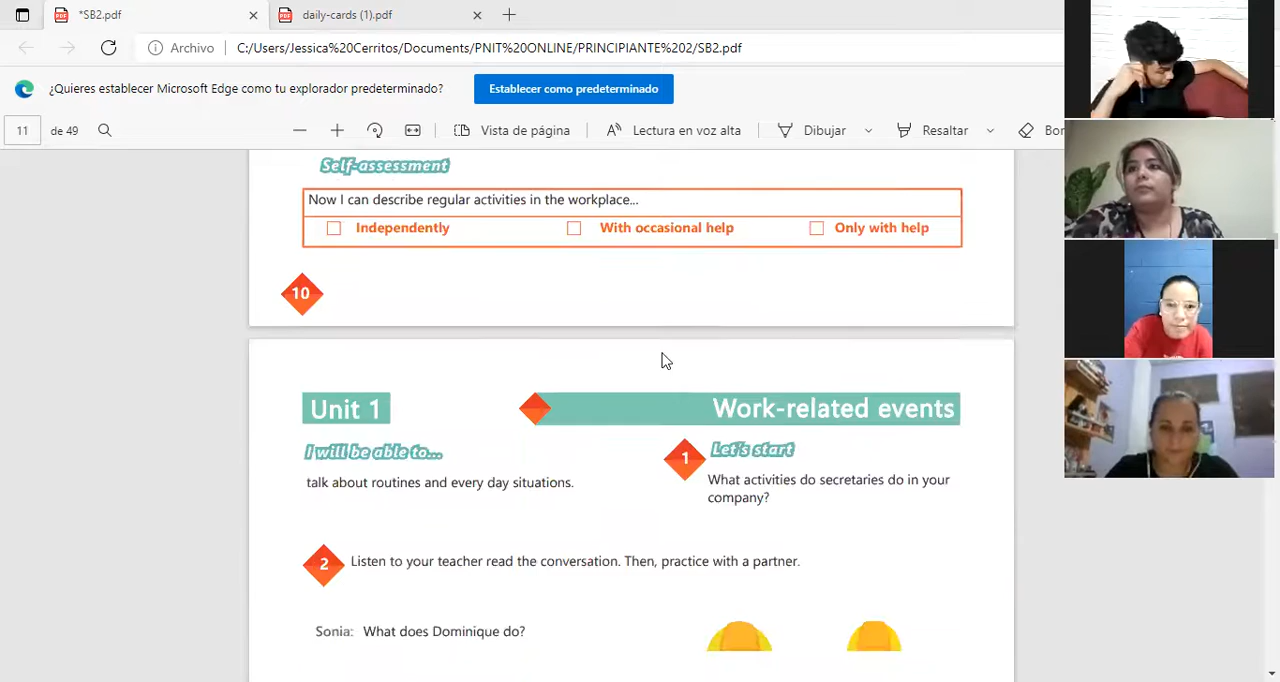 *SB2.pdf
daily-cards (1).pdf
Archivo
C:/Users/Jessica%20Cerritos/Documents/PNIT%20ONLINE/PRINCIPIANTE%202/SB2.pdf
¿Quieres establecer Microsoft Edge como tu explorador predeterminado?
Establecer como predeterminado
11 de 49
Vista de página
Lectura en voz alta
Dibujar
Resaltar
Bor
Self-assessment
Now I can describe regular activities in the workplace...
Independently
With occasional help
Only with help
10
Unit 1
Work-related events
I will be able to...
talk about routines and every day situations.
1
Let's start
What activities do secretaries do in your
company?
2
Listen to your teacher read the conversation. Then, practice with a partner.
Sonia: What does Dominique do?